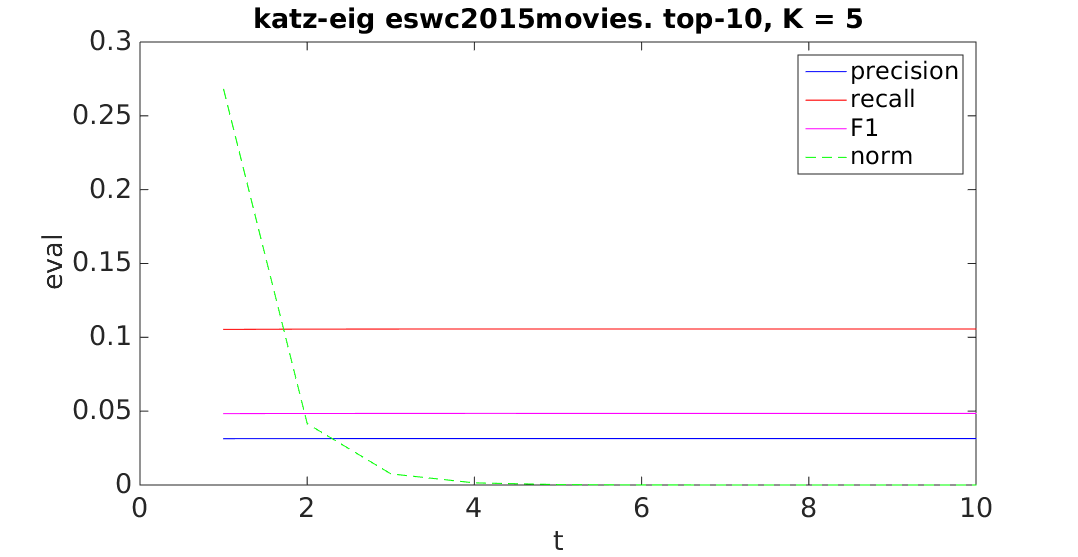 katz-eig eswc2015movies. top-10, K = 5
0.3
0.25
0.2
0.15
0.1
0.05
0
eval
precision
recall
F1
norm
0 2 4 6 8 10
t